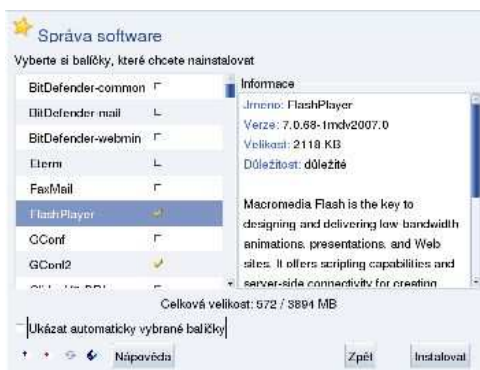 Správa software
Vyberte si balíčky, které chcete nainstalovat
BitDefender-common
BitDefender-mail
BitDefender-webmin
Eterm
FaxMail
FlashPlayer
GConf
GConf2
Informace
Jméno: FlashPlayer
Verze: 7.0.68-1mdv2007.0
Velikost: 2118 KB
Důležitost: důležité
Macromedia Flash is the key to
designing and delivering low-bandwidth
animations, presentations, and Web
sites. It offers scripting capabilities and
server-side connectivity for creating
Celková velikost: 572 / 3894 MB
Ukázat automaticky vybrané balíčky
Nápověda
Zpět
Instalovat